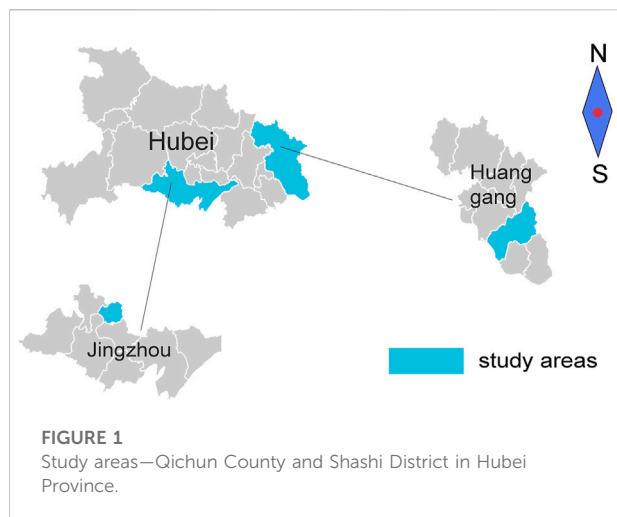 N
Hubei
Huang
gang
S
Jingzhou
study areas
FIGURE 1
Study areas—Qichun County and Shashi District in Hubei
Province.